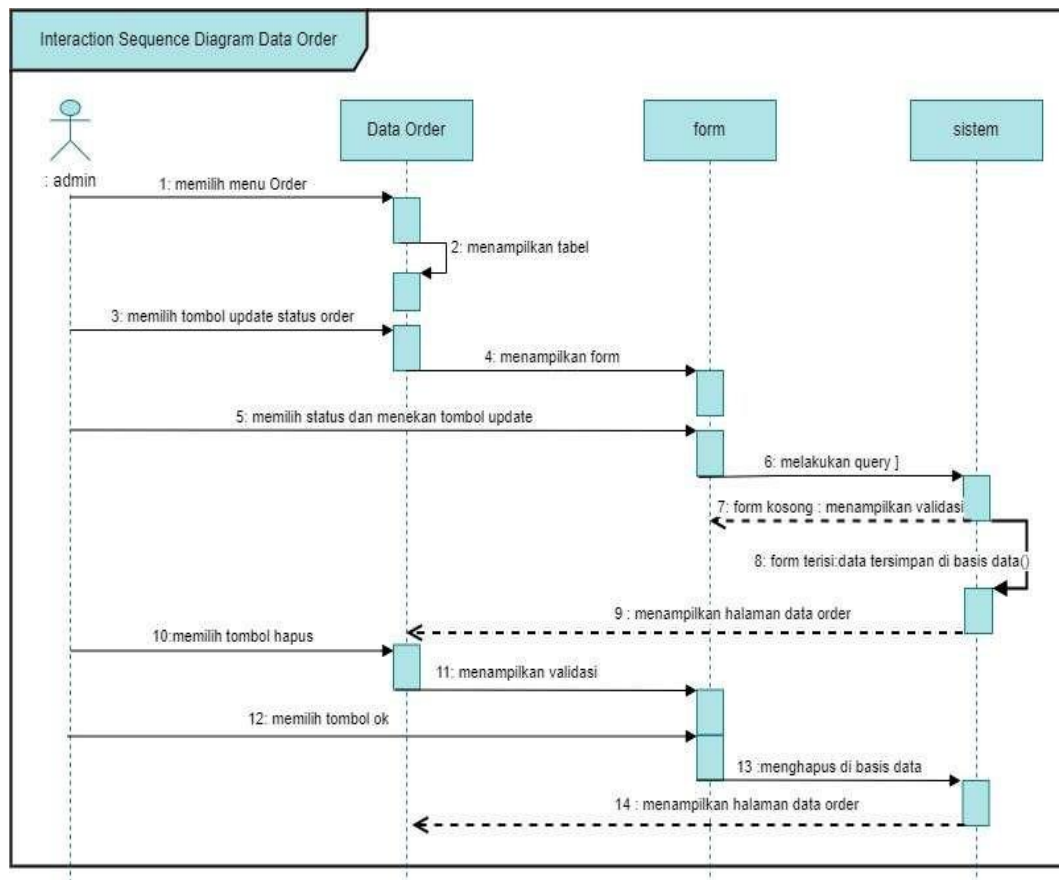 Interaction Sequence Diagram Data Order
Data Order
form
sistem
: admin
1: memilih menu Order
2: menampilkan tabel
3: memilih tombol update status order
4: menampilkan form
5: memilih status dan menekan tombol update
6: melakukan query ]
7: form kosong : menampilkan validasi
8: form terisi:data tersimpan di basis data()
9 : menampilkan halaman data order
10:memilih tombol hapus
11: menampilkan validasi
12: memilih tombol ok
13 :menghapus di basis data
14 : menampilkan halaman data order